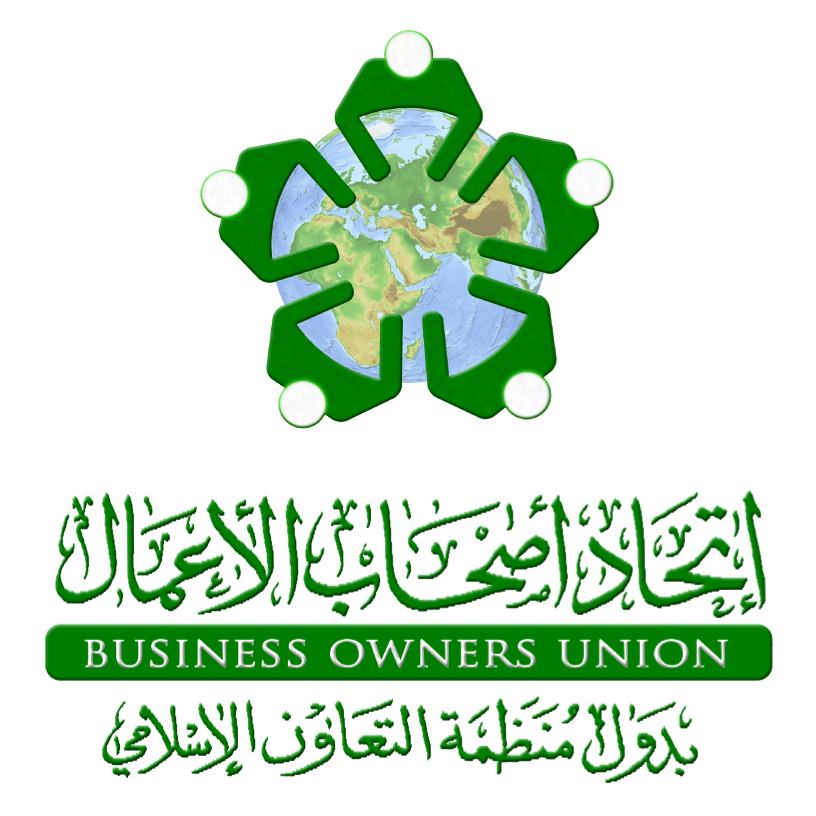 إتحاد أصحاب الأعمال
BUSINESS OWNERS UNION
بدول منظمة التعاون الإسلامي